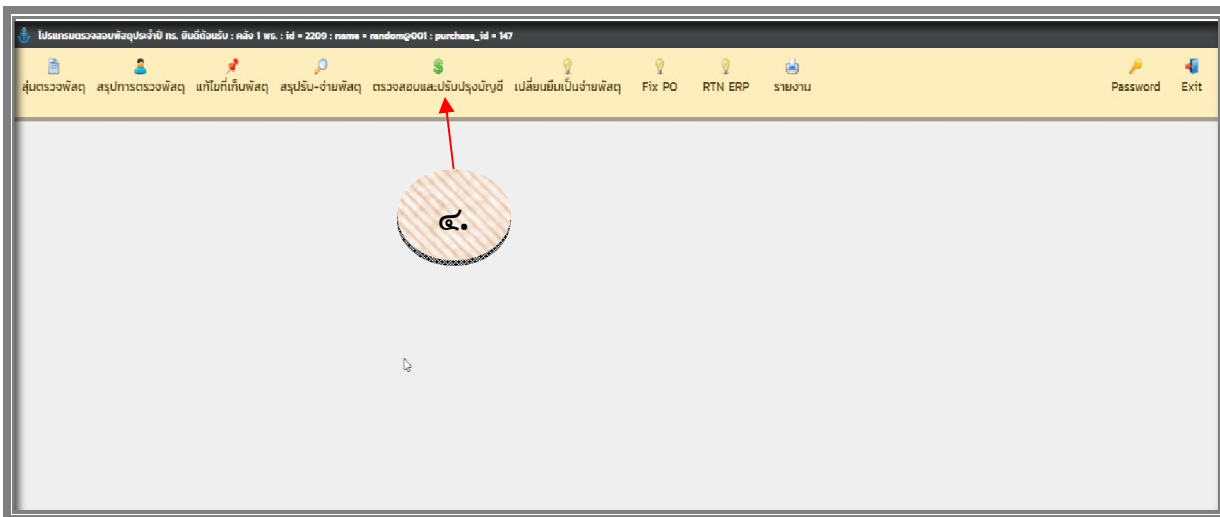 โปรแกรมตรวจสอบพัสดุประจำปี ทร. ยินดีต้อนรับ : คลัง 1 พธ. : id = 2209 : name = random@001 : purchase_id = 147
สุ่มตรวจพัสดุ สรุปการตรวจพัสดุ แก้ไขที่เก็บพัสดุ สรุปรับ-จ่ายพัสดุ ตรวจสอบและปรับปรุงบัญชี เปลี่ยนยืมเป็นจ่ายพัสดุ Fix PO RTN ERP รายงาน Password Exit
๔.